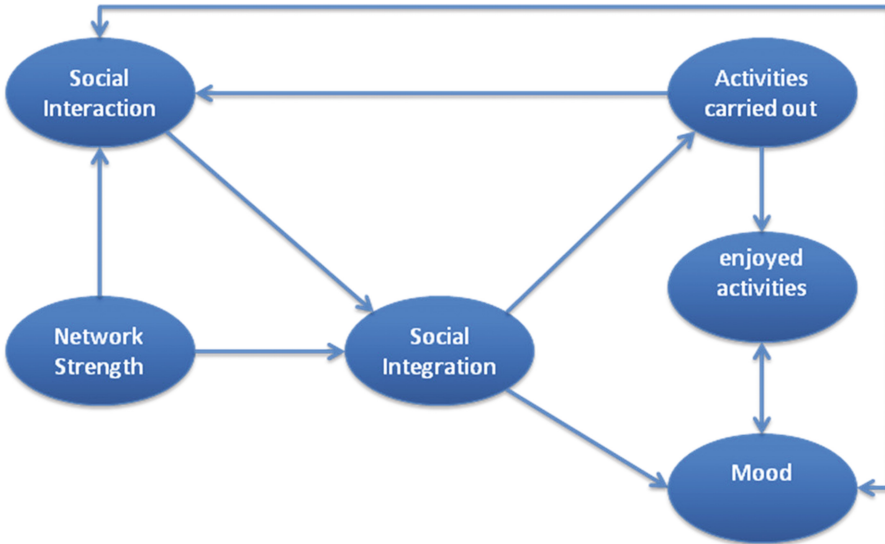 Social
Interaction
Activities
carried out
enjoyed
activities
Network
Strength
Social
Integration
Mood